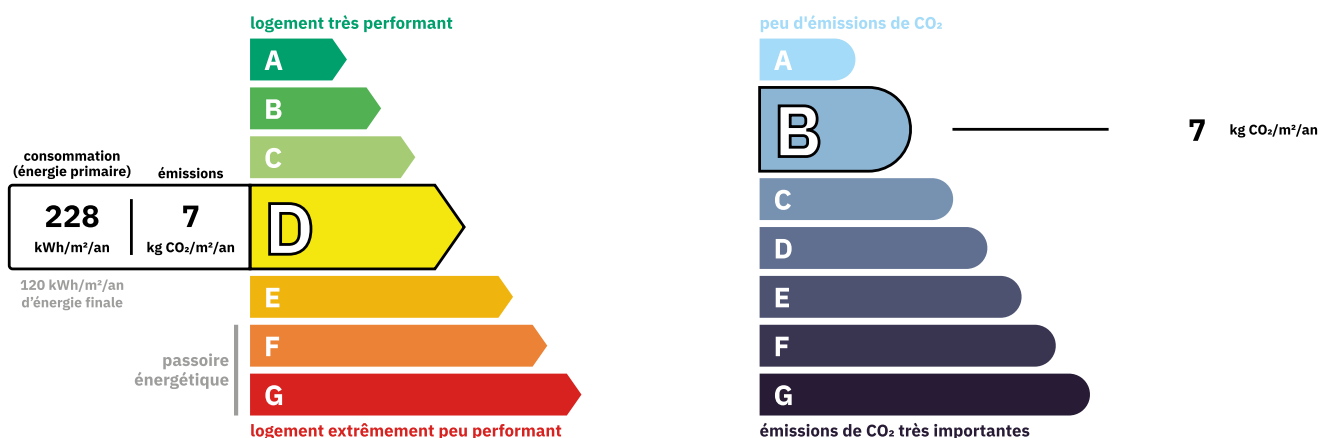 logement très performant
A
B
C
consommation
(énergie primaire)
émissions
228
kWh/m²/an
7
kg CO₂/m²/an
D
120 kWh/m²/an
d'énergie finale
E
passoire
énergétique
F
G
logement extrêmement peu performant
peu d'émissions de CO₂
A
B
7 kg CO₂/m²/an
C
D
E
F
G
émissions de CO₂ très importantes